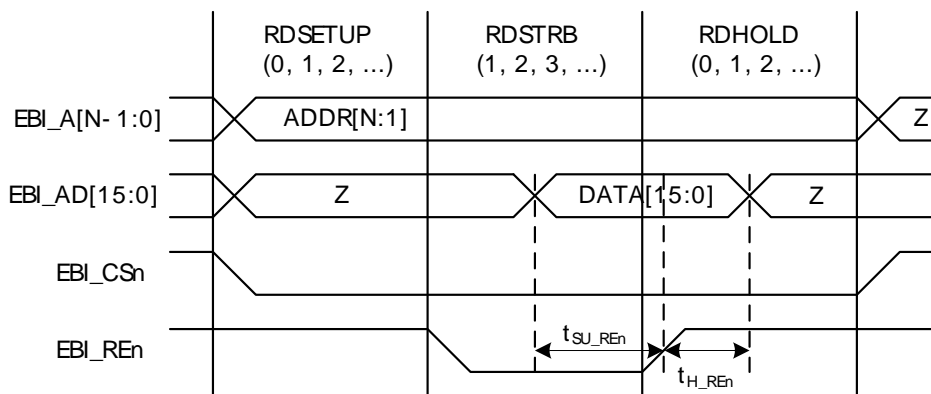 RDSETUP
(0, 1, 2, ...)
RDSTRB
(1, 2, 3, ...)
RDHOLD
(0, 1, 2, ...)
EBI_A[N- 1:0]
ADDR[N:1]
Z
EBI_AD[15:0]
Z
DATA[15:0]
Z
EBI_CSn
EBI_REn
tSU_REn
tH_REn